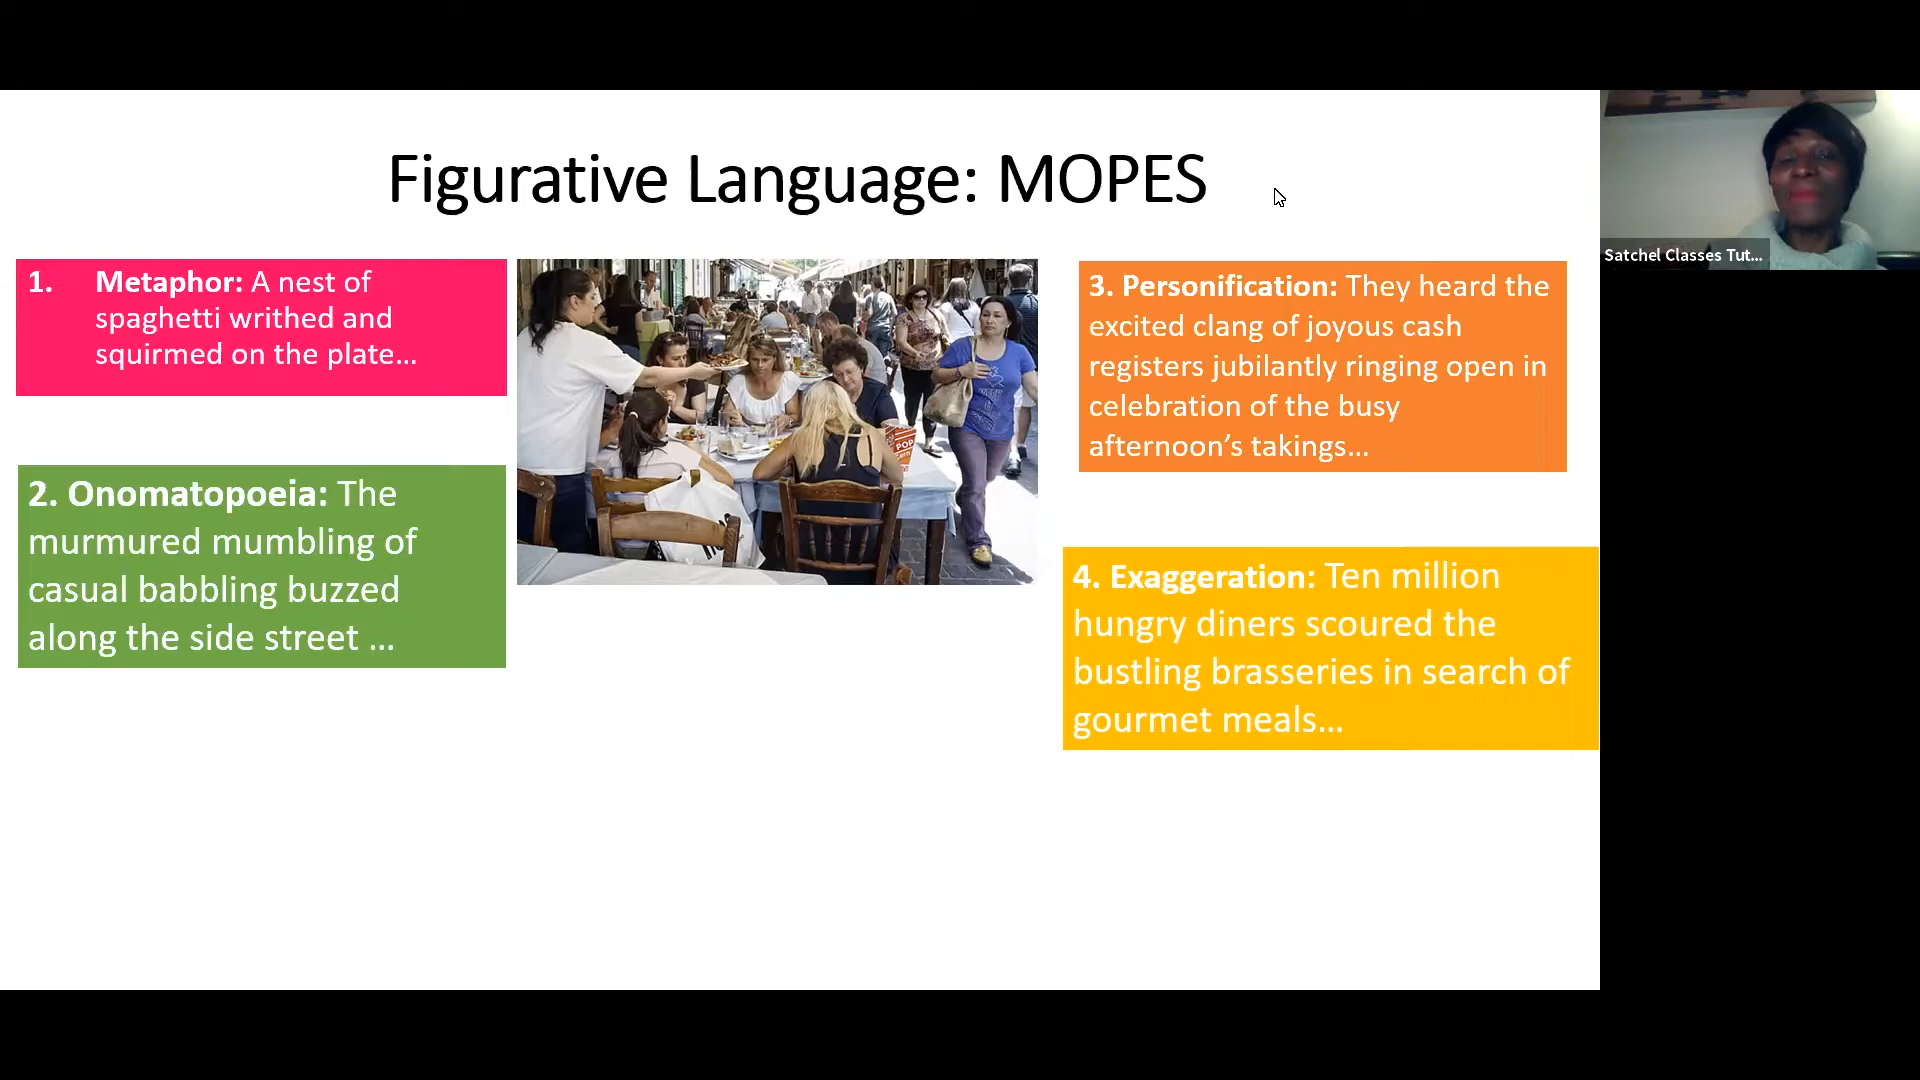 Figurative Language: MOPES
1. Metaphor: A nest of
spaghetti writhed and
squirmed on the plate...
2. Onomatopoeia: The
murmured mumbling of
casual babbling buzzed
along the side street ...
POP
3. Personification: They heard the
excited clang of joyous cash
registers jubilantly ringing open in
celebration of the busy
afternoon’s takings...
4. Exaggeration: Ten million
hungry diners scoured the
bustling brasseries in search of
gourmet meals...
Satchel Classes Tut...